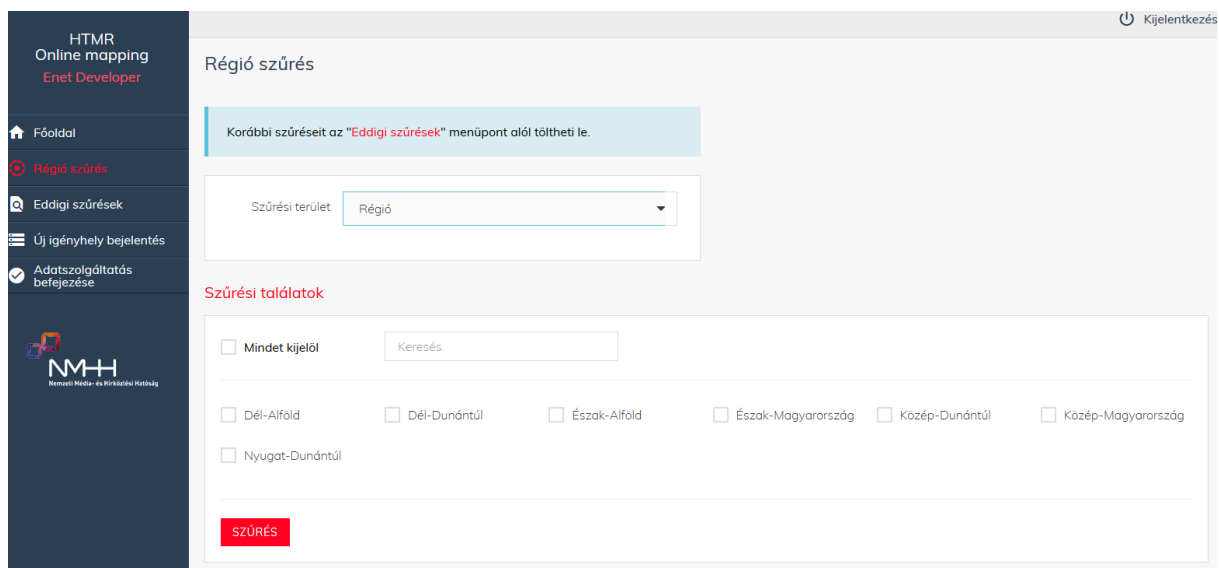 HTMR
Online mapping
Enet Developer
Kijelentkezés
Főoldal
Régió szűrés
Eddigi szűrések
Új igényhely bejelentés
Adatszolgáltatás
befejezése
NMHH
Nemzeti Média- és Hírközlési Hatóság
Régió szűrés
Korábbi szűréseit az "Eddigi szűrések" menüpont alól töltheti le.
Szűrési terület Régió
Szűrési találatok
Mindet kijelöl Keresés
Dél-Alföld Dél-Dunántúl Észak-Alföld Észak-Magyarország Közép-Dunántúl Közép-Magyarország
Nyugat-Dunántúl
SZŰRÉS